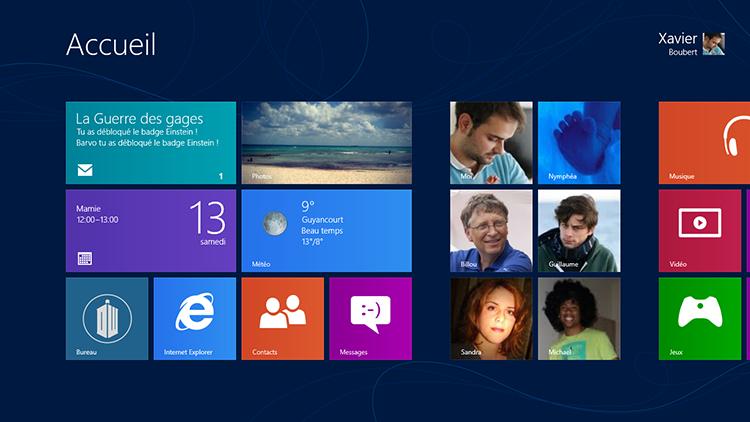 Accueil
Xavier
Boubert
La Guerre des gages
Tu as débloqué le badge Einstein !
Barvo tu as débloqué le badge Einstein !
1
Photos
Mamie
12:00–13:00
13
samedi
9°
Guyancourt
Beau temps
13°/8°
Météo
Bureau
Internet Explorer
Contacts
:-)
Messages
Moi
Nymphéa
Billou
Guillaume
Sandra
Michael
Musique
Vidéo
Jeux